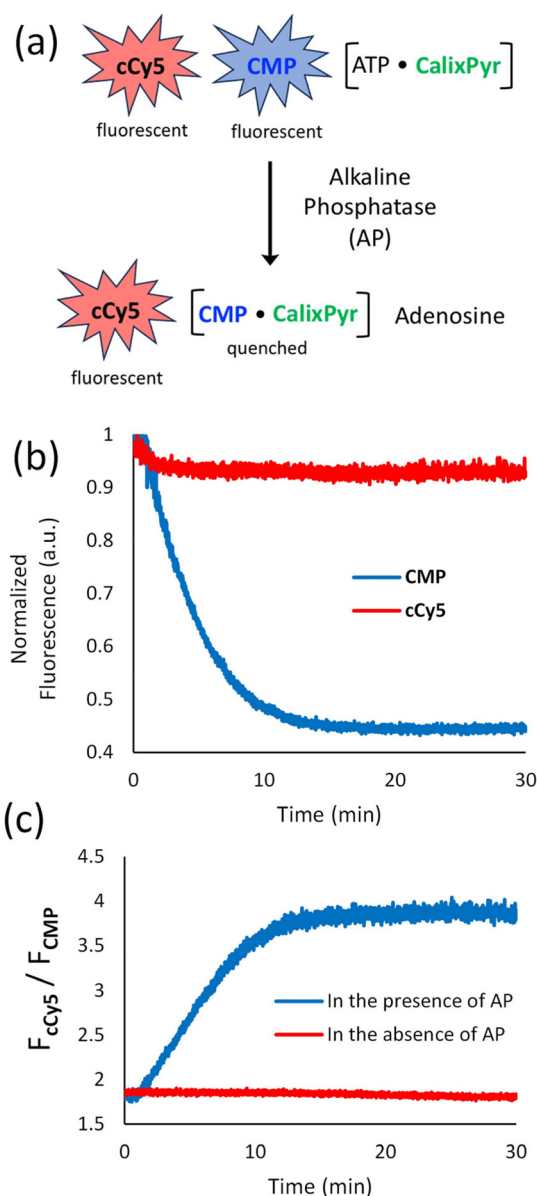 (a)
cCy5
CMP
[ATP • CalixPyr]
fluorescent
fluorescent
Alkaline
Phosphatase
(AP)
cCy5
[CMP • CalixPyr]
Adenosine
quenched
fluorescent
(b)
Normalized
Fluorescence (a.u.)
1
0.9
0.8
0.7
0.6
0.5
0.4
CMP
cCy5
0
10
20
30
Time (min)
(c)
FcCy5 / FCMP
4.5
4
3.5
3
2.5
2
1.5
In the presence of AP
In the absence of AP
0
10
20
30
Time (min)